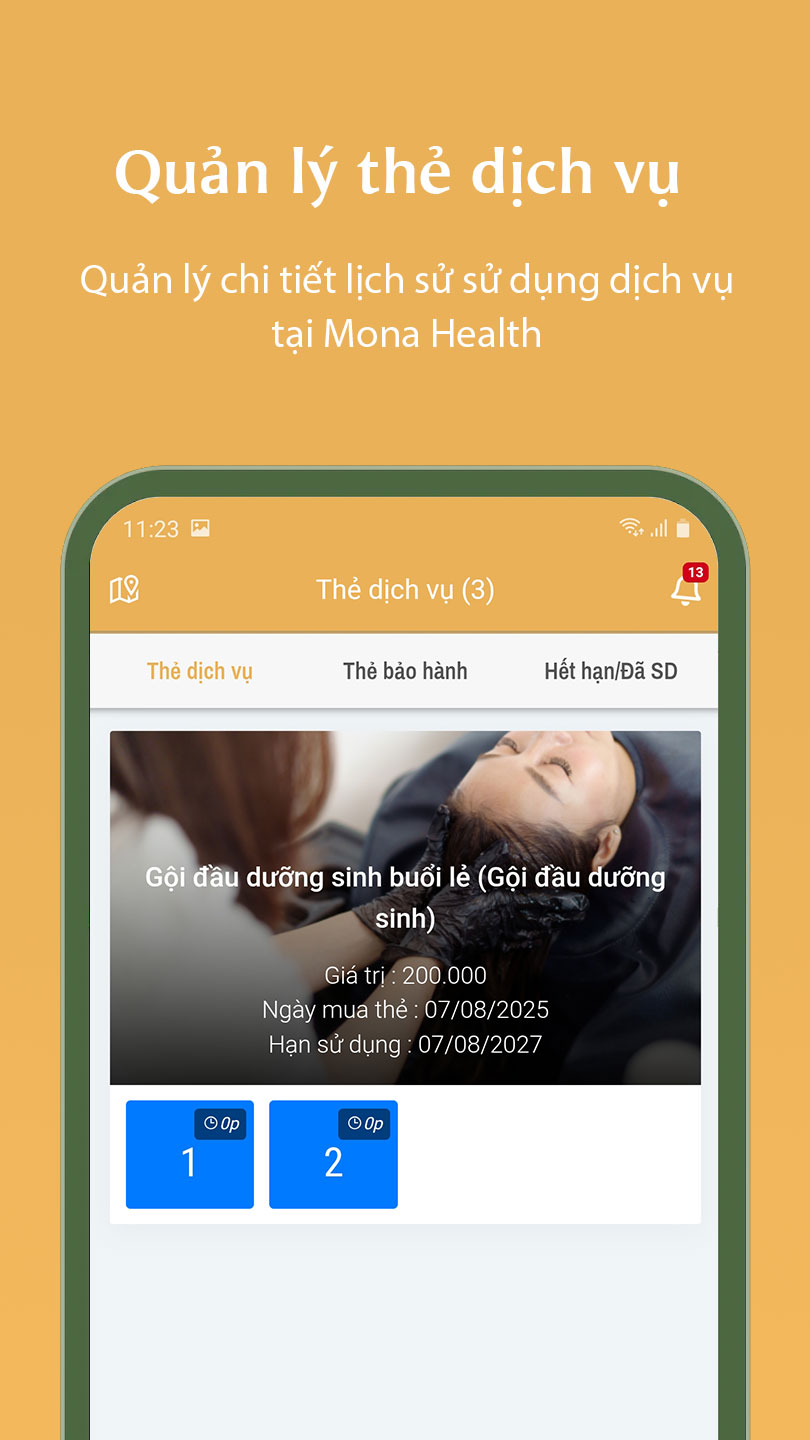 Quản lý thẻ dịch vụ
Quản lý chi tiết lịch sử sử dụng dịch vụ
tại Mona Health
11:23
13
Thẻ dịch vụ (3)
Thẻ dịch vụ
Thẻ bảo hành
Hết hạn/Đã SD
Gội đầu dưỡng sinh buổi lẻ (Gội đầu dưỡng
sinh)
Giá trị : 200.000
Ngày mua thẻ : 07/08/2025
Hạn sử dụng : 07/08/2027
0p
1
0p
2